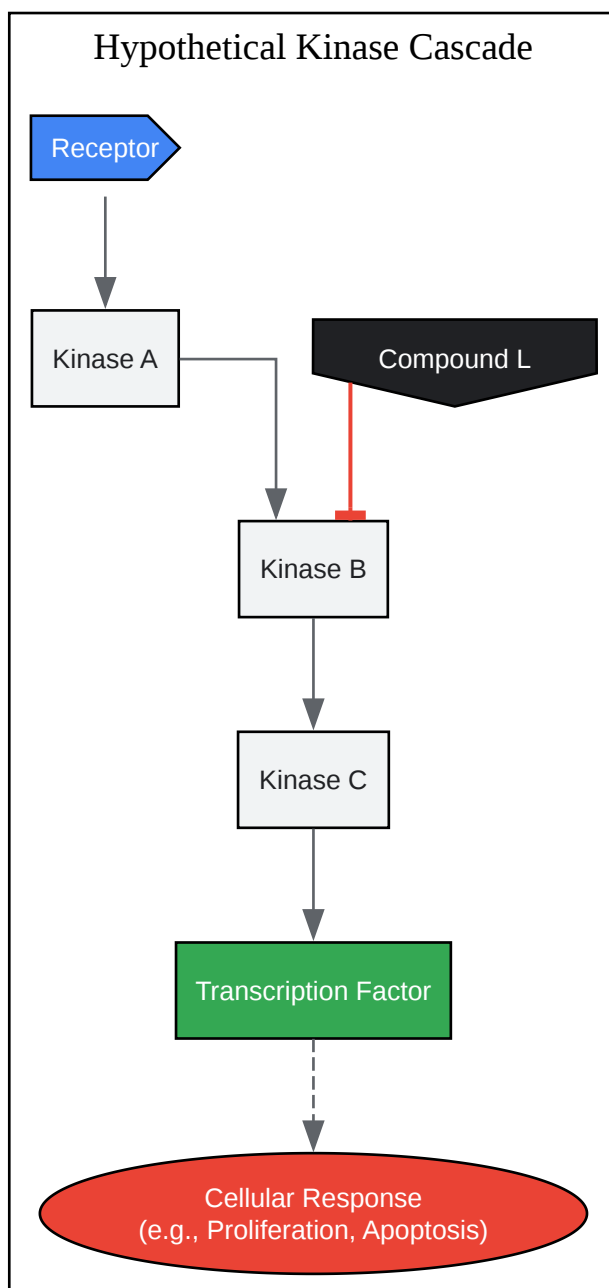 Hypothetical Kinase Cascade
Receptor
Kinase A
Compound L
Kinase B
Kinase C
Transcription Factor
Cellular Response
(e.g., Proliferation, Apoptosis)